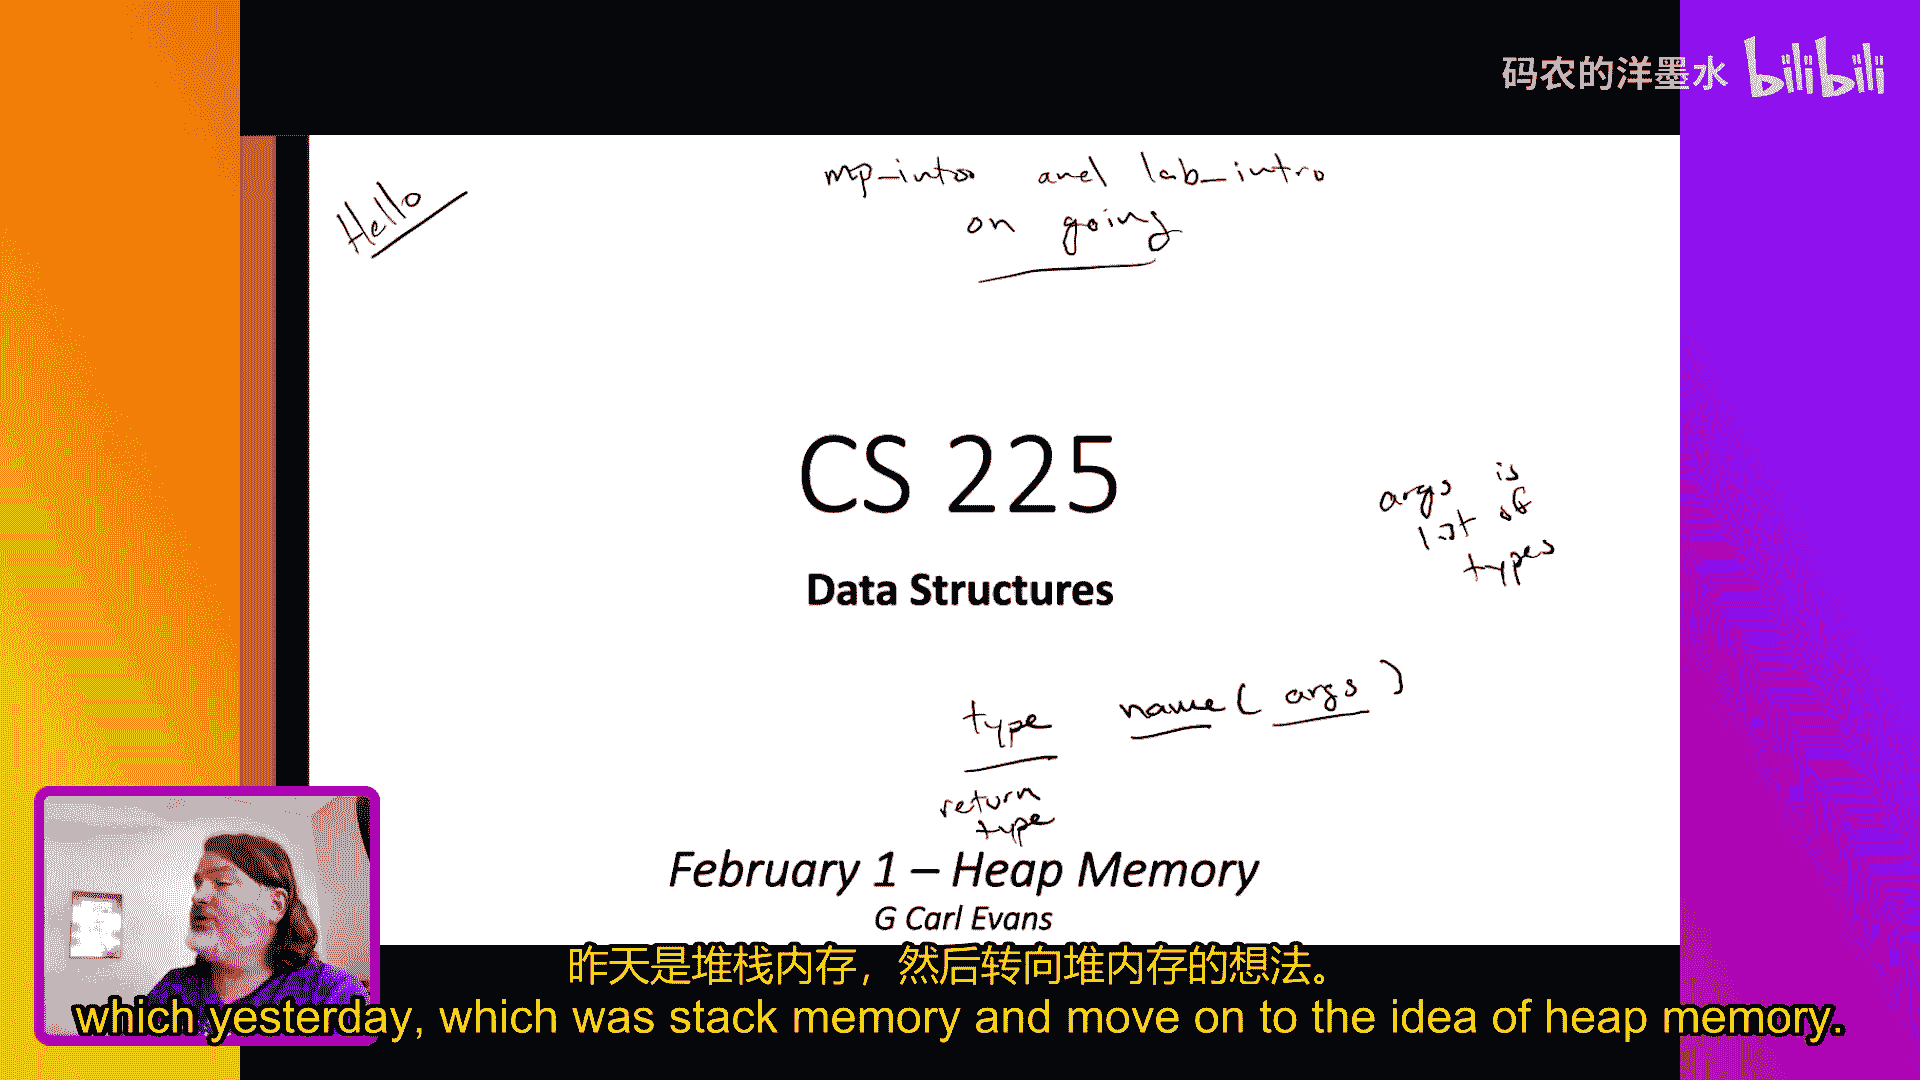 码农的洋墨水 bilibili
Hello
mp_intro and lab_intro
on going
CS 225
args is
list of
types
Data Structures
type name ( args )
return
type
February 1 – Heap Memory
G Carl Evans
昨天是堆栈内存，然后转向堆内存的想法。
which yesterday, which was stack memory and move on to the idea of heap memory.